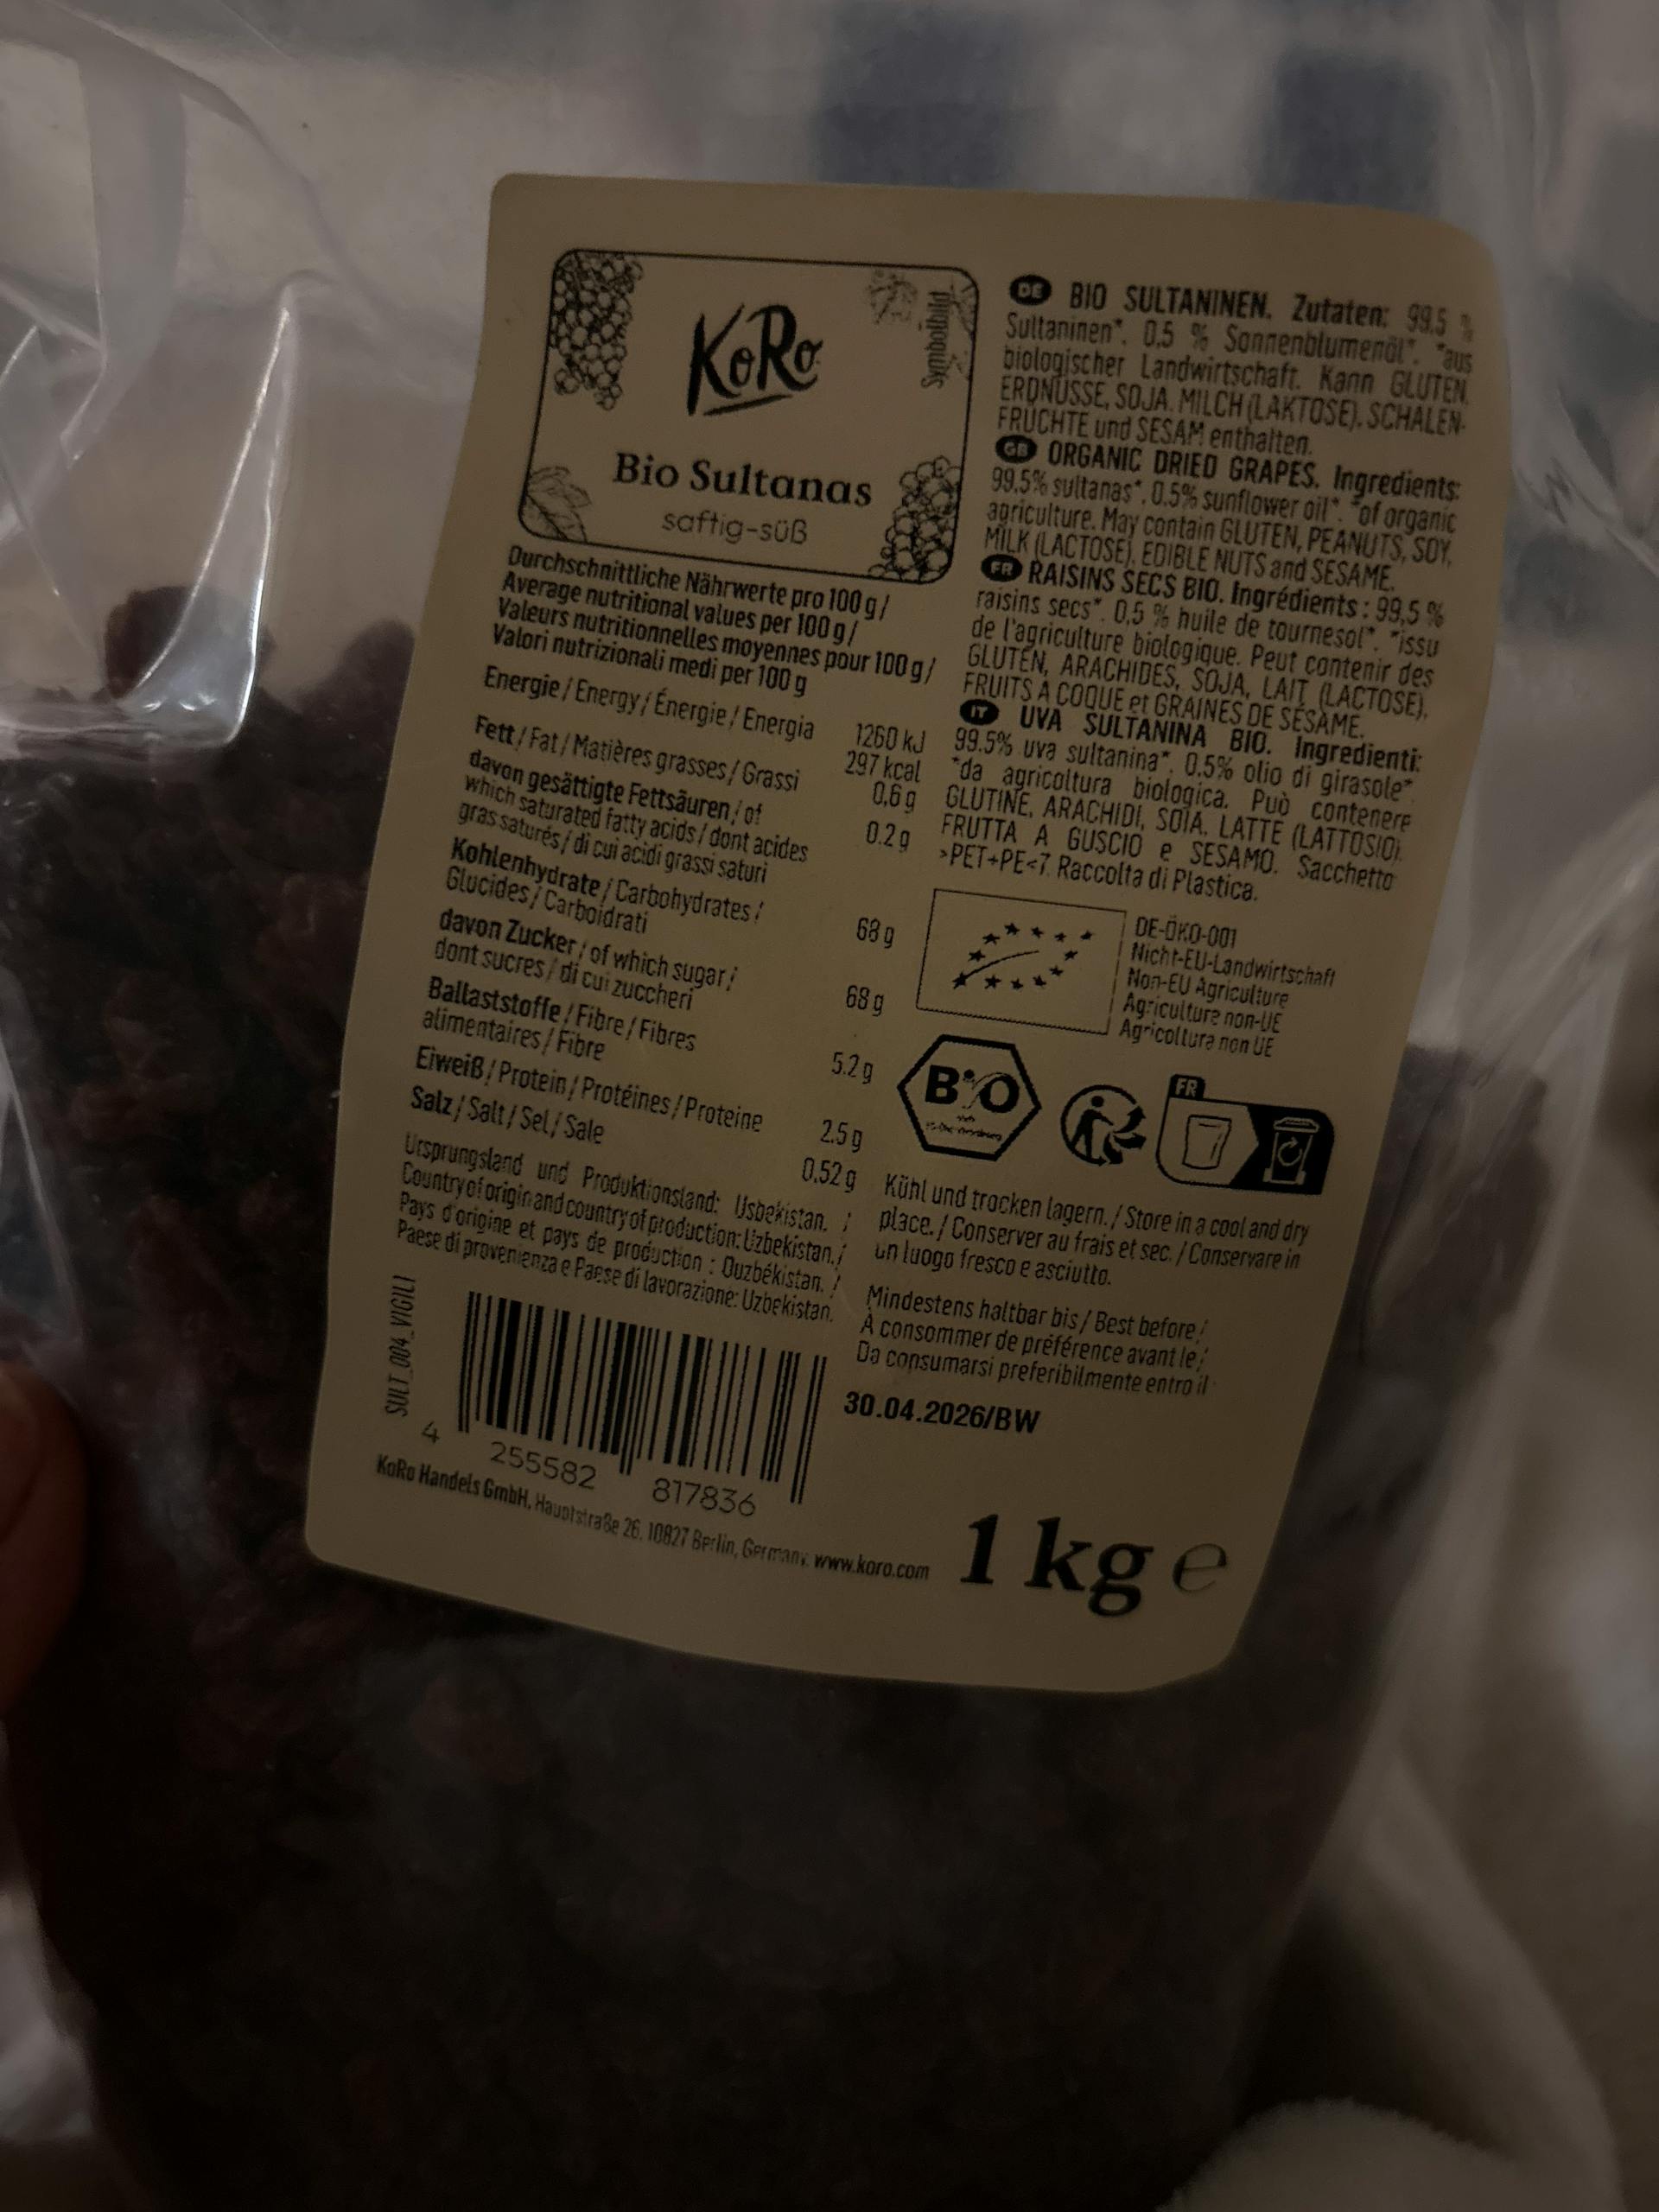 KoRo
Symbolbild
Bio Sultanas
saftig-süß
Durchschnittliche Nährwerte pro 100 g /
Average nutritional values per 100 g /
Valeurs nutritionnelles moyennes pour 100 g /
Valori nutrizionali medi per 100 g
Energie / Energy / Énergie / Energia 1260 kJ
297 kcal
Fett / Fat / Matières grasses / Grassi 0,6 g
davon gesättigte Fettsäuren / of
which saturated fatty acids / dont acides
gras saturés / di cui acidi grassi saturi 0.2 g
Kohlenhydrate / Carbohydrates /
Glucides / Carboidrati 68 g
davon Zucker / of which sugar /
dont sucres / di cui zuccheri 68 g
Ballaststoffe / Fibre / Fibres
alimentaires / Fibre 5.2 g
Eiweiß / Protein / Protéines / Proteine 2.5 g
Salz / Salt / Sel / Sale 0,52 g
Ursprungsland und Produktionsland: Usbekistan. /
Country of origin and country of production: Uzbekistan. /
Pays d'origine et pays de production : Ouzbékistan. /
Paese di provenienza e Paese di lavorazione: Uzbekistan.
SULT_004_VIGILI
4 255582 817836
KoRo Handels GmbH, Hauptstraße 26, 10827 Berlin, Germany, www.koro.com
DE BIO SULTANINEN. Zutaten: 99.5 %
Sultaninen*, 0,5 % Sonnenblumenöl*. *aus
biologischer Landwirtschaft. Kann GLUTEN,
ERDNÜSSE, SOJA, MILCH (LAKTOSE), SCHALEN-
FRÜCHTE und SESAM enthalten.
GB ORGANIC DRIED GRAPES. Ingredients:
99,5% sultanas*, 0.5% sunflower oil*. *of organic
agriculture. May contain GLUTEN, PEANUTS, SOY,
MILK (LACTOSE), EDIBLE NUTS and SESAME.
FR RAISINS SECS BIO. Ingrédients : 99,5 %
raisins secs*, 0,5 % huile de tournesol*. *issu
de l'agriculture biologique. Peut contenir des
GLUTEN, ARACHIDES, SOJA, LAIT (LACTOSE),
FRUITS À COQUE et GRAINES DE SÉSAME.
IT UVA SULTANINA BIO. Ingredienti:
99.5% uva sultanina*, 0,5% olio di girasole*
*da agricoltura biologica. Può contenere
GLUTINE, ARACHIDI, SOIA, LATTE (LATTOSIO),
FRUTTA A GUSCIO e SESAMO. Sacchetto
>PET+PE<7. Raccolta di Plastica.
DE-ÖKO-001
Nicht-EU-Landwirtschaft
Non-EU Agriculture
Agriculture non-UE
Agricoltura non UE
BIO
FR
Kühl und trocken lagern. / Store in a cool and dry
place. / Conserver au frais et sec. / Conservare in
un luogo fresco e asciutto.
Mindestens haltbar bis / Best before /
À consommer de préférence avant le /
Da consumarsi preferibilmente entro il
30.04.2026/BW
1 kg e